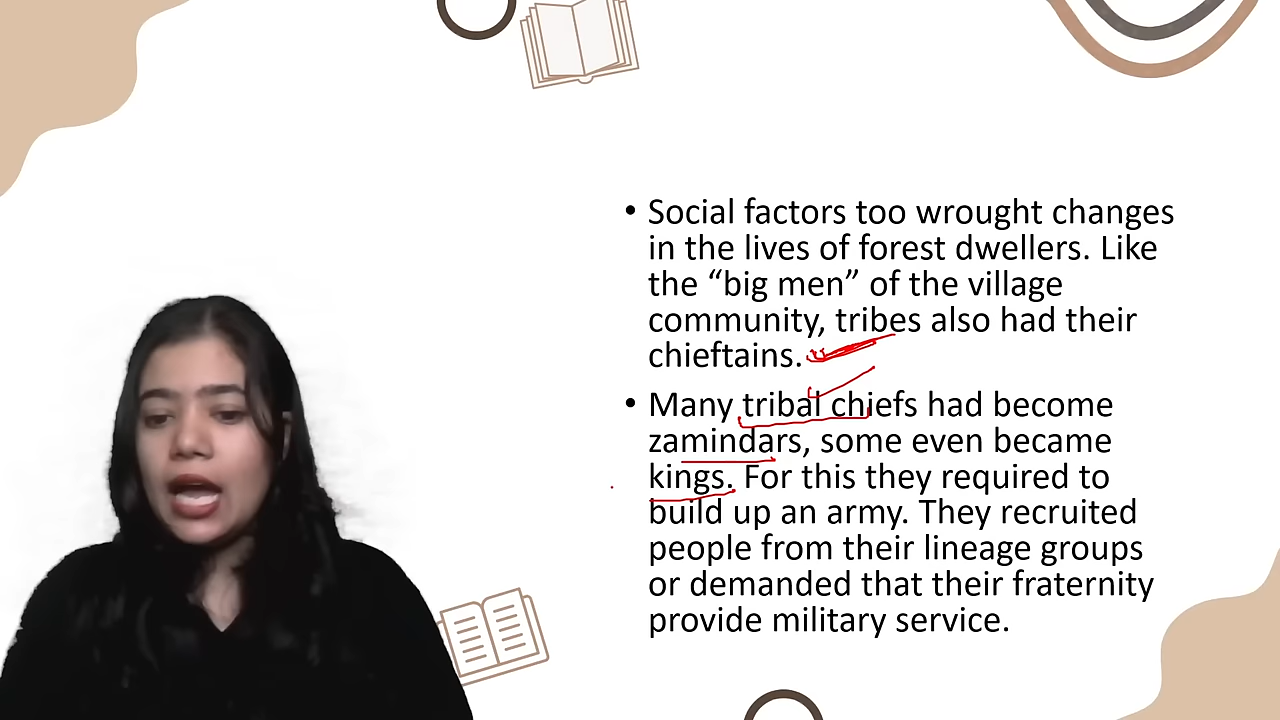 • Social factors too wrought changes
in the lives of forest dwellers. Like
the “big men” of the village
community, tribes also had their
chieftains.
• Many tribal chiefs had become
zamindars, some even became
kings. For this they required to
build up an army. They recruited
people from their lineage groups
or demanded that their fraternity
provide military service.